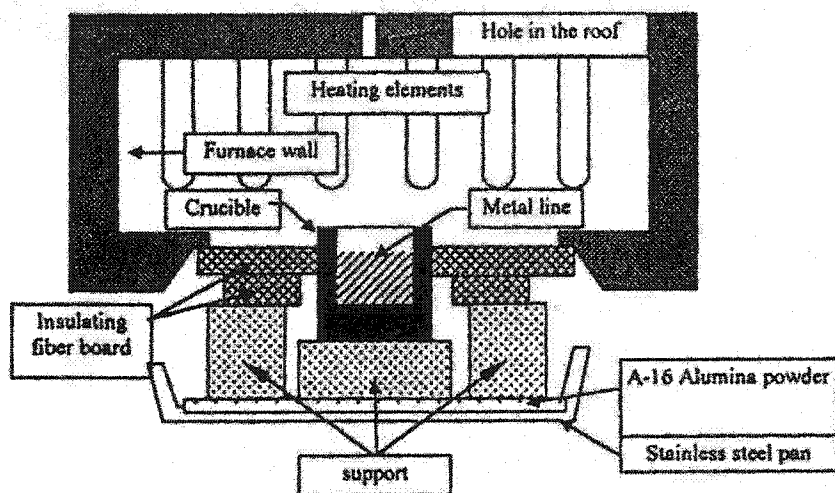 Hole in the roof
Heating elements
Furnace wall
Crucible
Metal line
Insulating
fiber board
A-16 Alumina powder
Stainless steel pan
support